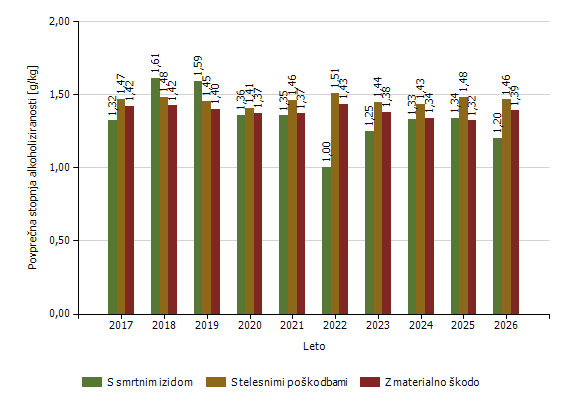 2,00
1,50
1,00
0,50
0,00
Povprečna stopnja alkoholiziranosti [g/kg]
1,32 1,47 1,42
1,61 1,48 1,42
1,59 1,45 1,40
1,36 1,41 1,37
1,35 1,46 1,37
1,00 1,51 1,43
1,25 1,44 1,38
1,33 1,43 1,34
1,34 1,48 1,32
1,20 1,46 1,39
2017 2018 2019 2020 2021 2022 2023 2024 2025 2026
Leto
S smrtnim izidom S telesnimi poškodbami Z materialno škodo